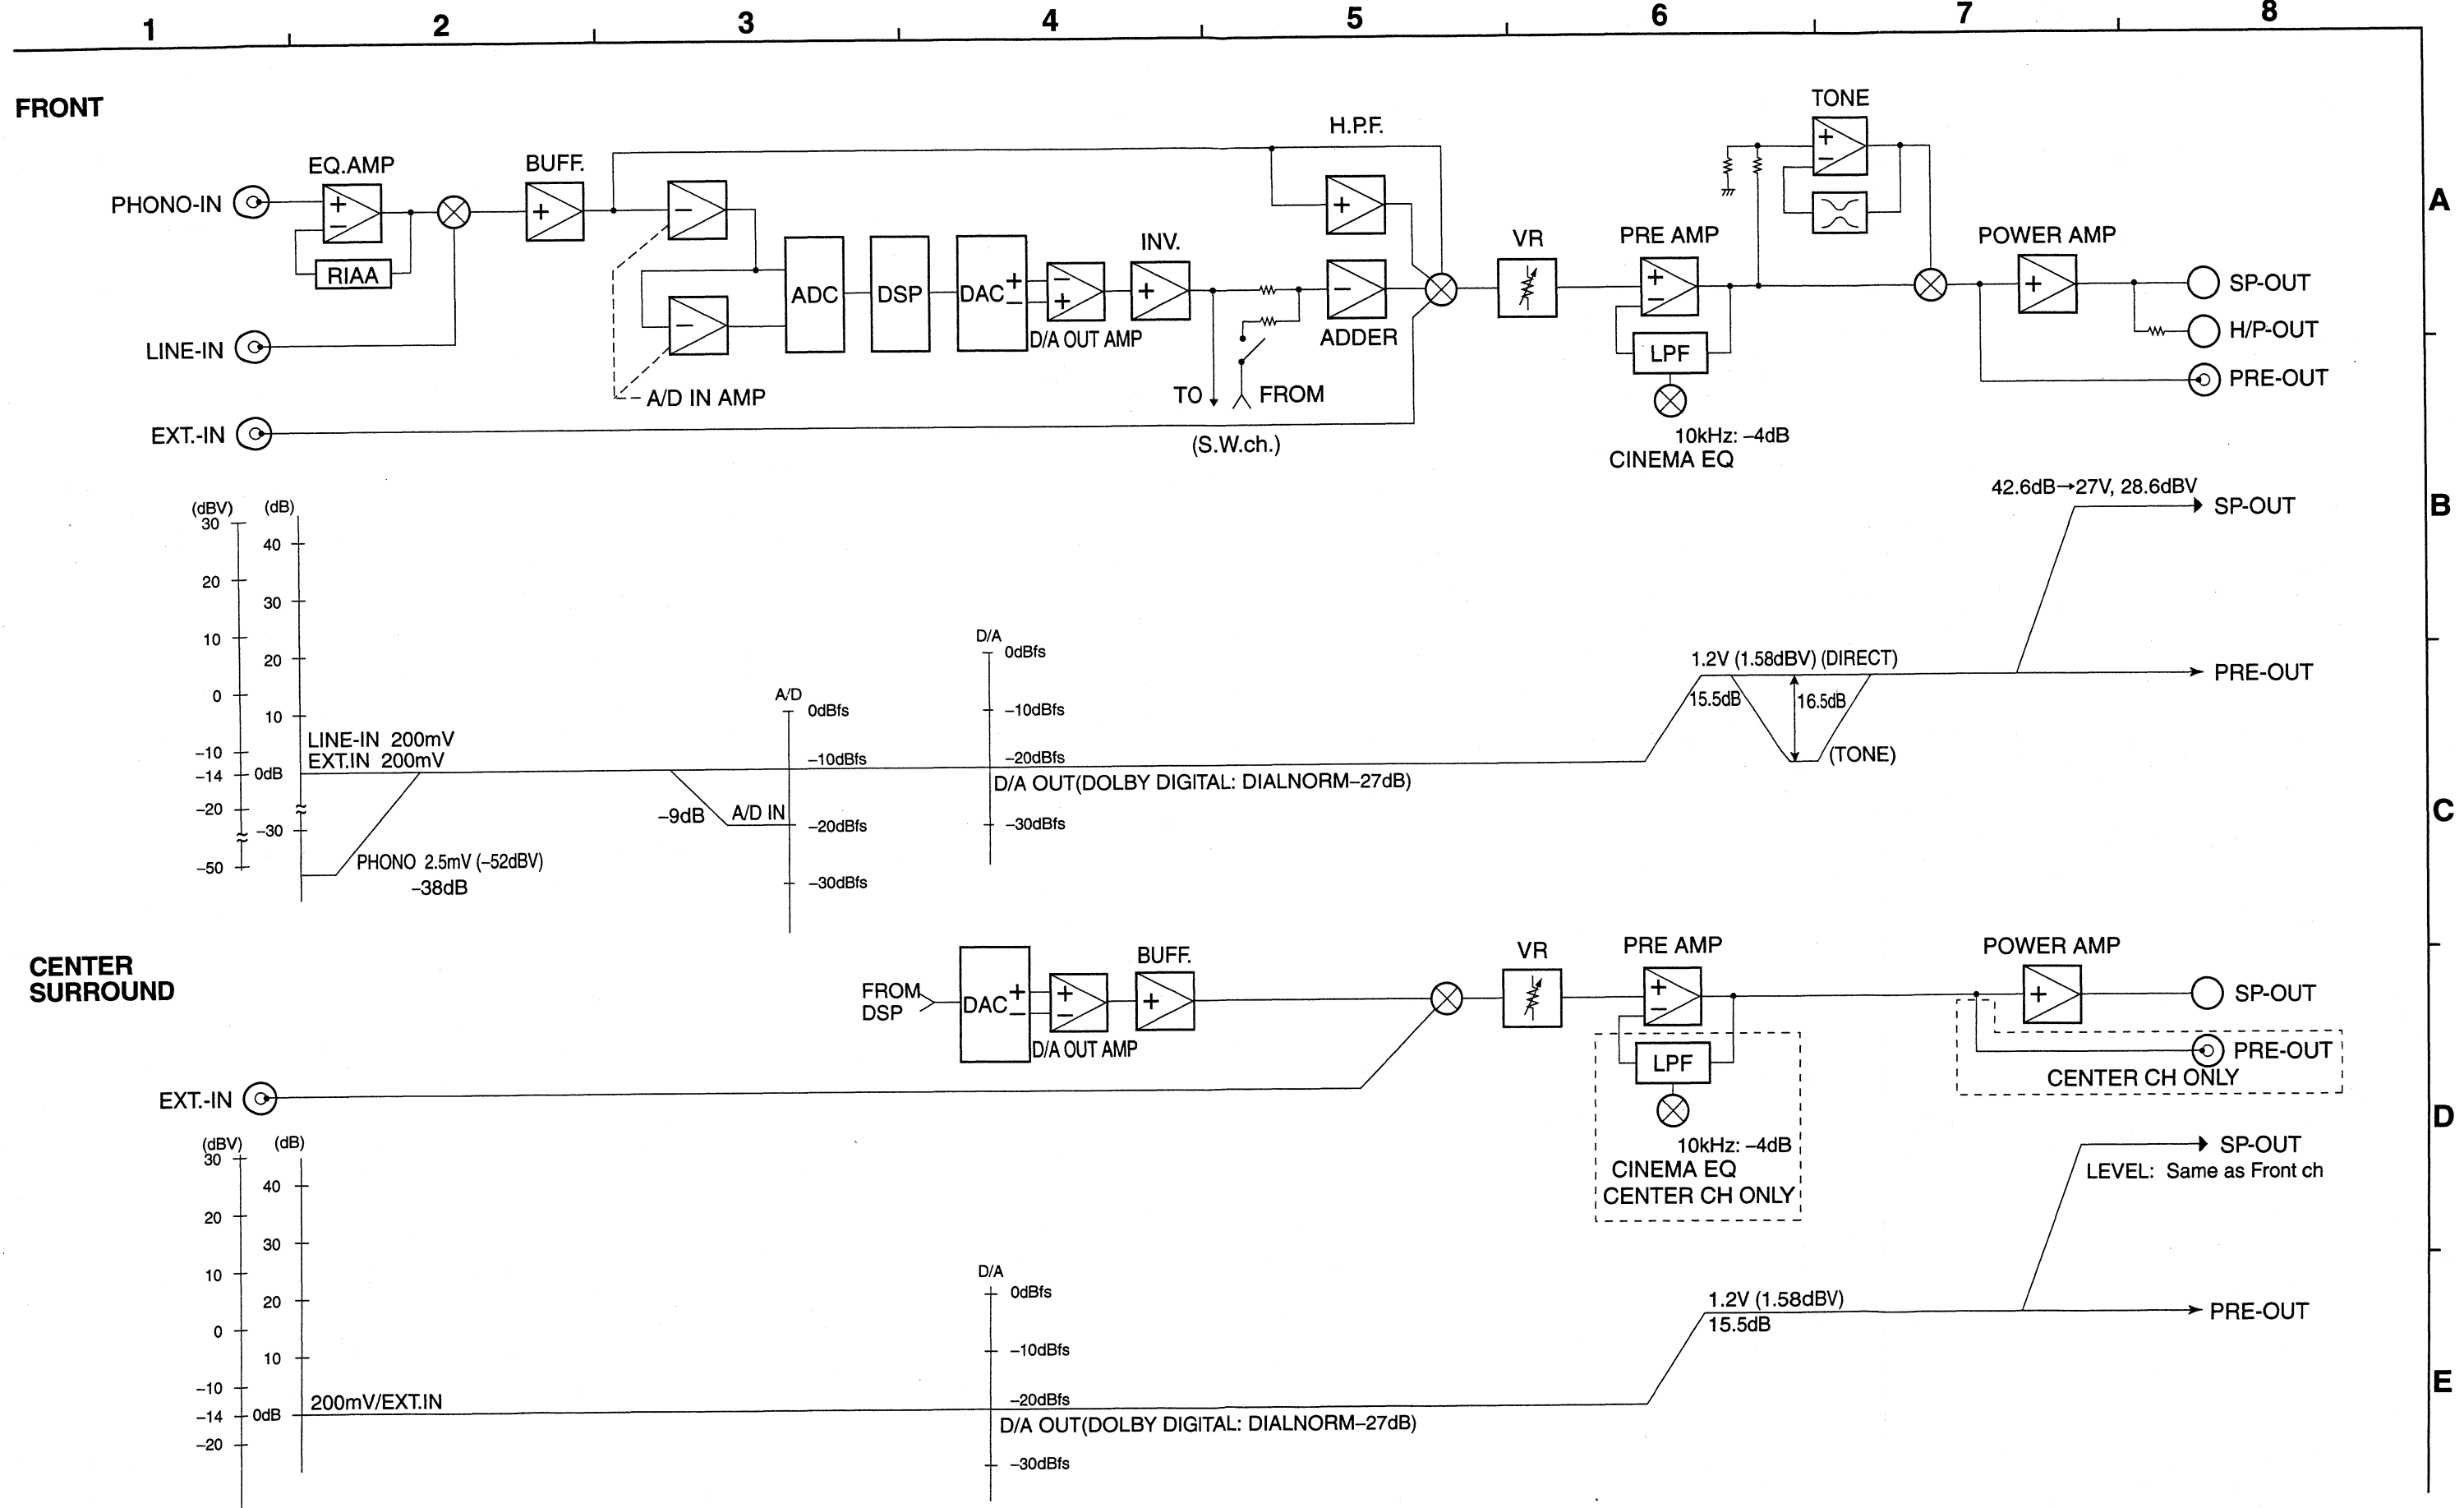 1 2 3 4 5 6 7 8
FRONT
TONE
H.P.F.
EQ.AMP
BUFF.
PHONO-IN
+
−
+
−
+
+
−
A
RIAA
INV.
VR
PRE AMP
POWER AMP
ADC
DSP
DAC
+
−
−
+
+
−
+
−
+
SP-OUT
−
D/A OUT AMP
ADDER
H/P-OUT
LINE-IN
LPF
PRE-OUT
A/D IN AMP
TO
FROM
EXT.-IN
(S.W.ch.)
10kHz: −4dB
CINEMA EQ
(dBV)
(dB)
42.6dB→27V, 28.6dBV
SP-OUT
B
30
40
20
30
10
20
0
10
−10
−14
0dB
−20
−30
−50
LINE-IN 200mV
EXT.IN 200mV
PHONO 2.5mV (−52dBV)
−38dB
−9dB
A/D IN
A/D
0dBfs
−10dBfs
−20dBfs
−30dBfs
D/A
0dBfs
−10dBfs
−20dBfs
D/A OUT(DOLBY DIGITAL: DIALNORM−27dB)
−30dBfs
1.2V (1.58dBV) (DIRECT)
15.5dB
16.5dB
(TONE)
PRE-OUT
C
CENTER
SURROUND
FROM
DSP
DAC
+
−
+
−
D/A OUT AMP
BUFF.
+
VR
PRE AMP
+
−
LPF
10kHz: −4dB
CINEMA EQ
CENTER CH ONLY
POWER AMP
+
SP-OUT
PRE-OUT
CENTER CH ONLY
EXT.-IN
D
(dBV)
(dB)
30
40
20
30
10
20
0
10
−10
−14
0dB
−20
200mV/EXT.IN
D/A
0dBfs
−10dBfs
−20dBfs
D/A OUT(DOLBY DIGITAL: DIALNORM−27dB)
−30dBfs
1.2V (1.58dBV)
15.5dB
SP-OUT
LEVEL: Same as Front ch
PRE-OUT
E